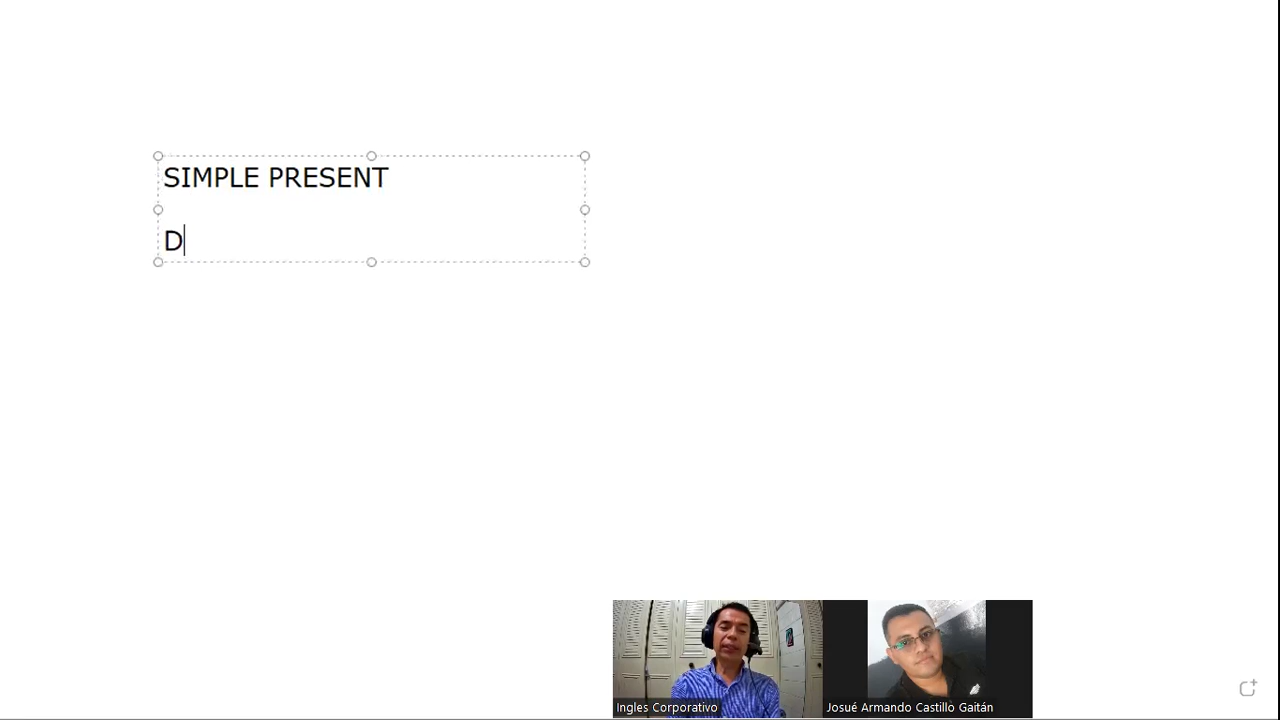 SIMPLE PRESENT
D
Ingles Corporativo
Josué Armando Castillo Gaitán